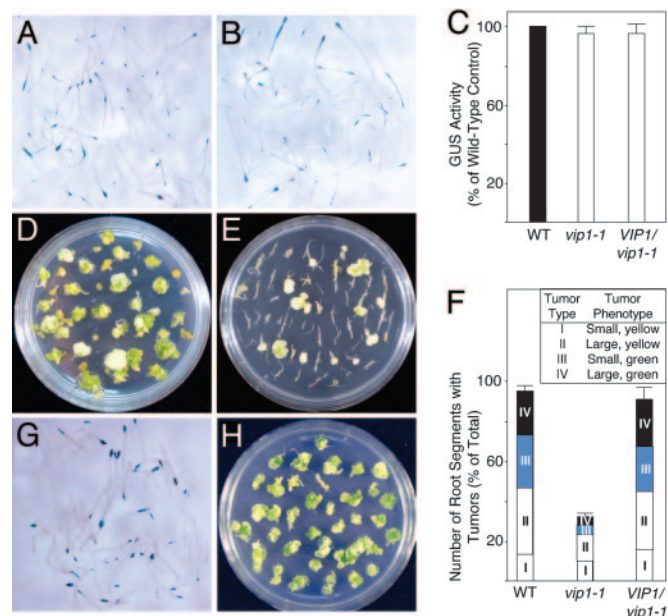 A
B
C
GUS Activity
(% of Wild-Type Control)
100
60
20
WT
vip1-1
VIP1/
vip1-1
D
E
F
Tumor Type
Tumor Phenotype
I Small, yellow
II Large, yellow
III Small, green
IV Large, green
Number of Root Segments with
Tumors (% of Total)
100
60
20
IV
III
II
I
IV
III
II
I
IV
III
II
I
WT
vip1-1
VIP1/
vip1-1
G
H